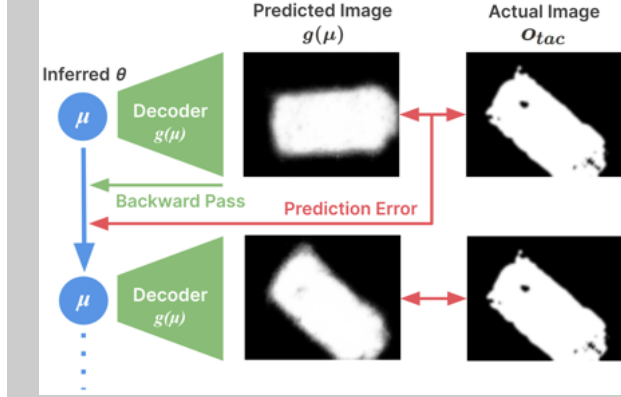 Predicted Image
g(μ)
Actual Image
o_tac
Inferred θ
μ
Decoder
g(μ)
Backward Pass
Prediction Error
μ
Decoder
g(μ)